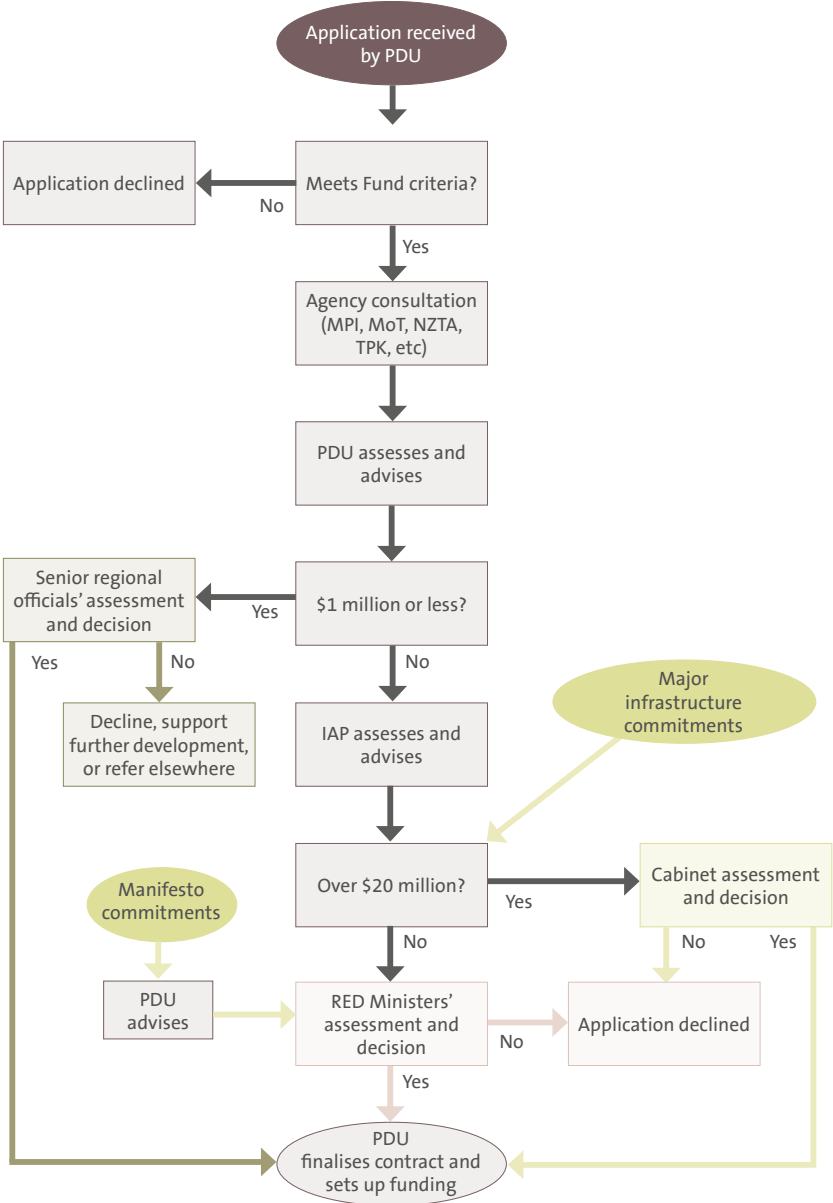 Application received
by PDU
Application declined
No
Meets Fund criteria?
Yes
Agency consultation
(MPI, MoT, NZTA,
TPK, etc)
PDU assesses and
advises
Senior regional
officials’ assessment
and decision
Yes
$1 million or less?
Yes
No
No
Decline, support
further development,
or refer elsewhere
IAP assesses and
advises
Major
infrastructure
commitments
Over $20 million?
Yes
Cabinet assessment
and decision
Manifesto
commitments
No
No
Yes
PDU
advises
RED Ministers’
assessment and
decision
No
Application declined
Yes
PDU
finalises contract and
sets up funding